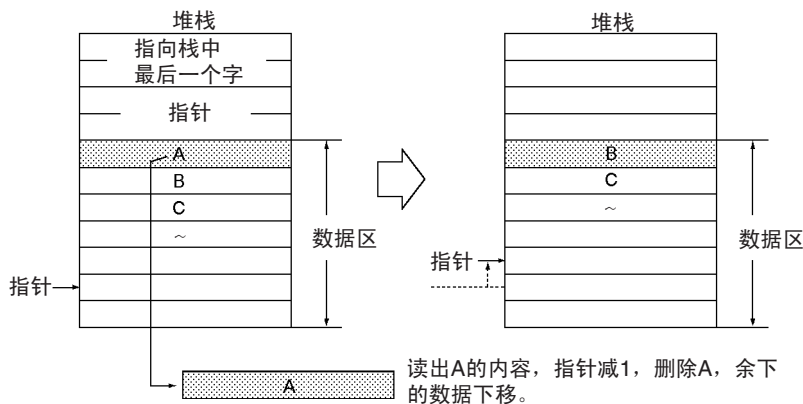 堆栈
指向栈中
最后一个字
指针
A
B
C
~
数据区
指针
A
堆栈
B
C
~
数据区
指针
读出A的内容，指针减1，删除A，余下
的数据下移。